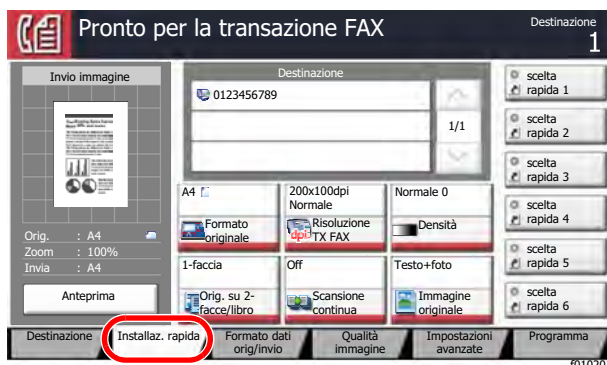 Pronto per la transazione FAX
Destinazione
1
Invio immagine
Orig. : A4
Zoom : 100%
Invia : A4
Anteprima
Destinazione
0123456789
1/1
A4
Formato
originale
200x100dpi
Normale
dpi
Risoluzione
TX FAX
Normale 0
Densità
1-faccia
Orig. su 2-
facce/libro
Off
Scansione
continua
Testo+foto
Immagine
originale
scelta
rapida 1
scelta
rapida 2
scelta
rapida 3
scelta
rapida 4
scelta
rapida 5
scelta
rapida 6
Destinazione
Installaz. rapida
Formato dati
orig/invio
Qualità
immagine
Impostazioni
avanzate
Programma
f01020